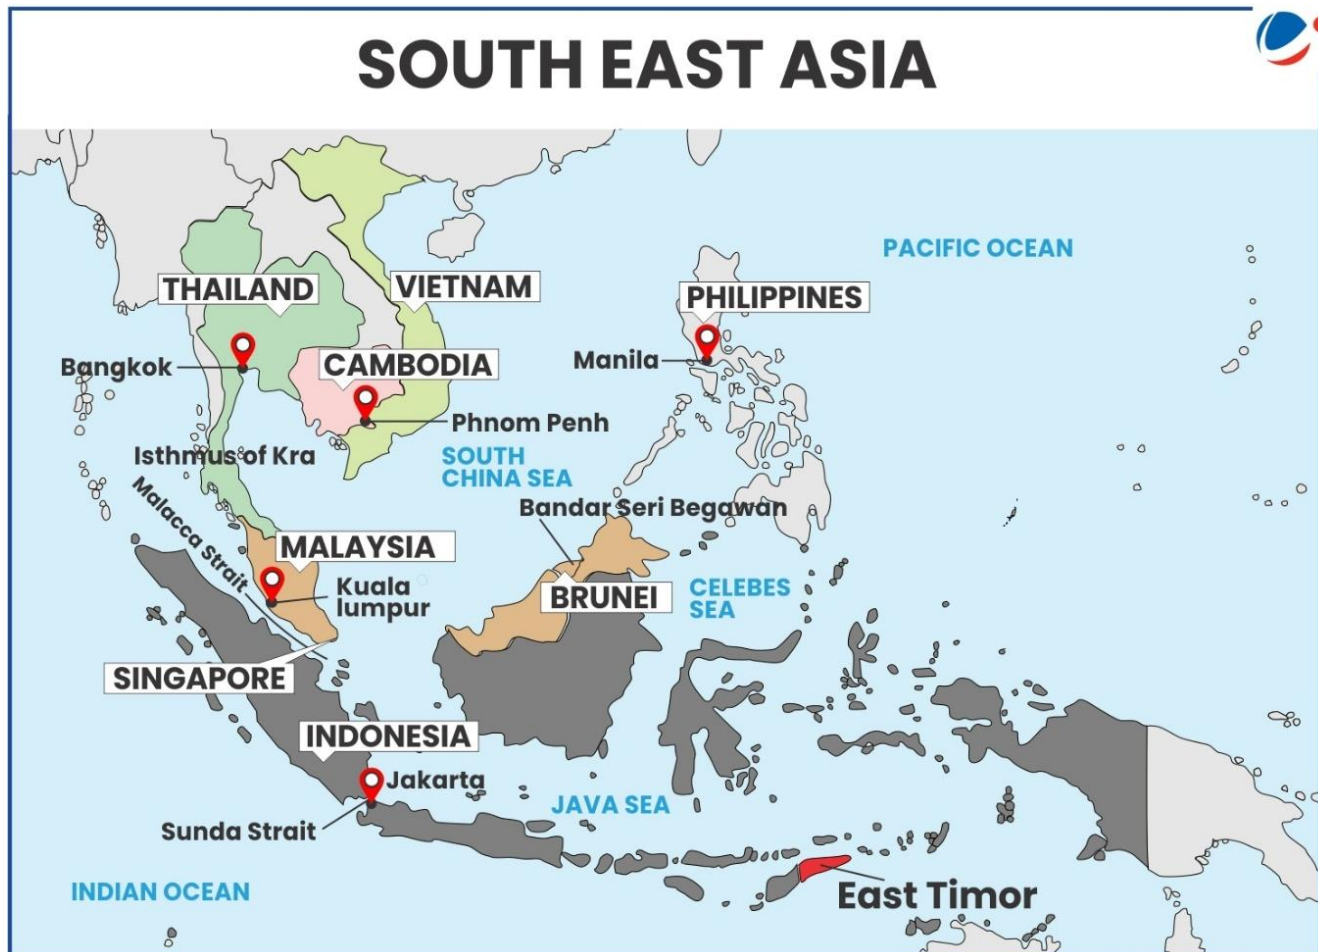 SOUTH EAST ASIA
PACIFIC OCEAN
THAILAND
VIETNAM
PHILIPPINES
Bangkok
CAMBODIA
Manila
Phnom Penh
Isthmus of Kra
SOUTH
CHINA SEA
Malacca Strait
Bandar Seri Begawan
MALAYSIA
Kuala
lumpur
BRUNEI
CELEBES
SEA
SINGAPORE
INDONESIA
Jakarta
JAVA SEA
Sunda Strait
INDIAN OCEAN
East Timor